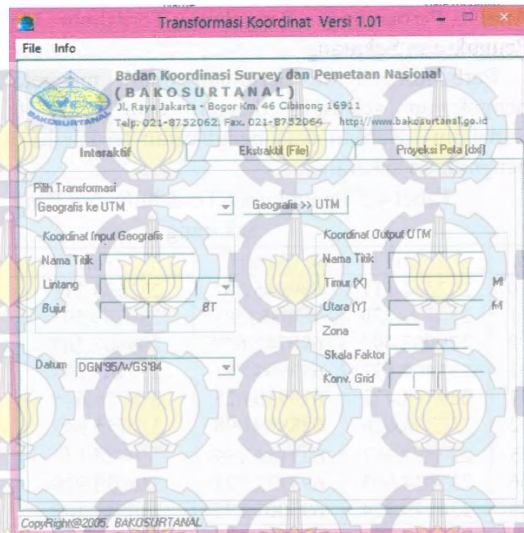 Transformasi Koordinat Versi 1.01
File Info
Badan Koordinasi Survey dan Pemetaan Nasional
( BAKOSURTANAL )
Jl. Raya Jakarta - Bogor Km. 46 Cibinong 16911
Telp. 021-8752062, Fax. 021-8752064 http://www.bakosurtanal.go.id
BAKOSURTANAL
Interaktif Ekstraktif (File) Proyeksi Peta (dxf)
Pilih Transformasi
Geografis ke UTM Geografis >> UTM
Koordinat Input Geografis Koordinat Output UTM
Nama Titik Nama Titik
Lintang Timur (X) M
Bujur BT Utara (Y) M
Zona
Skala Faktor
Datum DGN'95/WGS'84 Konv. Grid
CopyRight@2005, BAKOSURTANAL